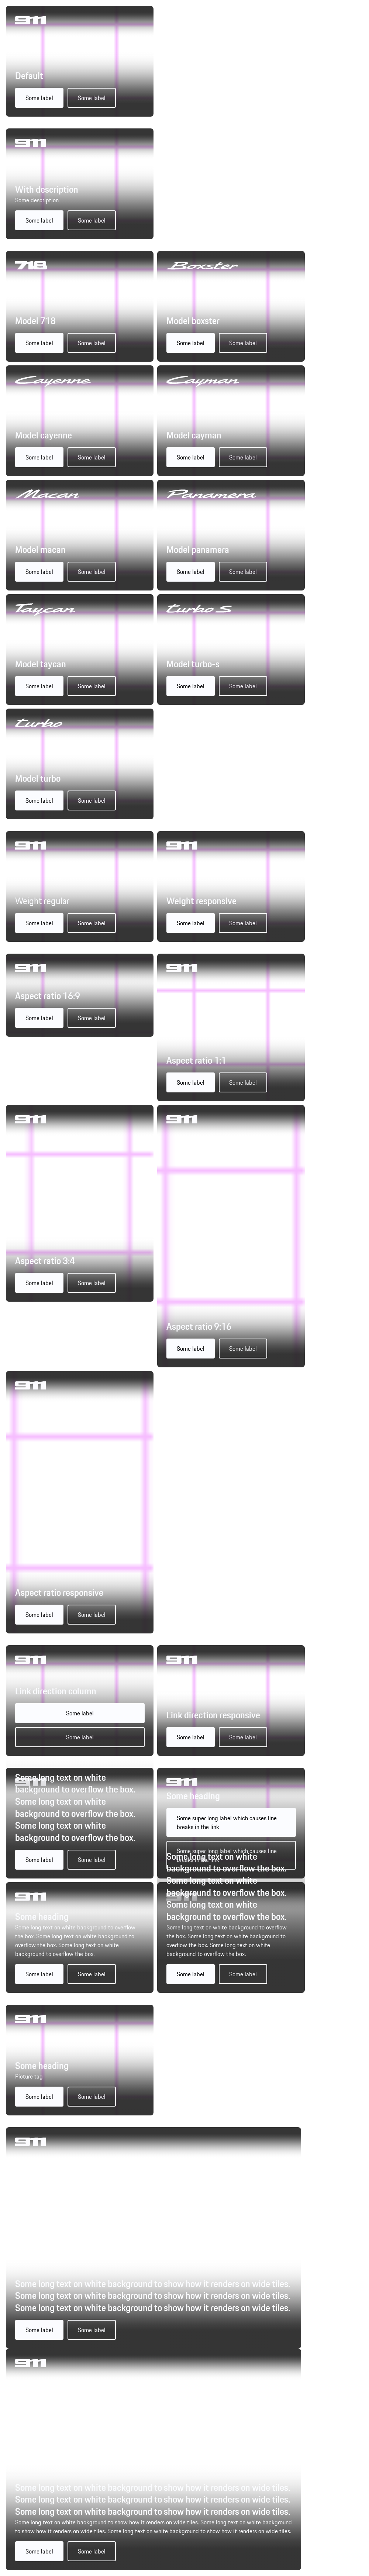 911
Default
Some label Some label
911
With description
Some description
Some label Some label
718
Model 718
Some label Some label
Boxster
Model boxster
Some label Some label
Cayenne
Model cayenne
Some label Some label
Cayman
Model cayman
Some label Some label
Macan
Model macan
Some label Some label
Panamera
Model panamera
Some label Some label
Taycan
Model taycan
Some label Some label
turbo S
Model turbo-s
Some label Some label
turbo
Model turbo
Some label Some label
911
Weight regular
Some label Some label
911
Weight responsive
Some label Some label
911
Aspect ratio 16:9
Some label Some label
911
Aspect ratio 1:1
Some label Some label
911
Aspect ratio 3:4
Some label Some label
911
Aspect ratio 9:16
Some label Some label
911
Aspect ratio responsive
Some label Some label
911
Link direction column
Some label
Some label
911
Link direction responsive
Some label Some label
911
Some long text on white
background to overflow the box.
Some long text on white
background to overflow the box.
Some long text on white
background to overflow the box.
Some label Some label
911
Some heading
Some super long label which causes line
breaks in the link
Some super long label which causes line
911
Some heading
Some long text on white background to overflow
the box. Some long text on white background to
overflow the box. Some long text on white
background to overflow the box.
Some label Some label
911
Some long text on white
background to overflow the box.
Some long text on white
background to overflow the box.
Some long text on white
background to overflow the box.
Some long text on white background to overflow
the box. Some long text on white background to
overflow the box. Some long text on white
background to overflow the box.
Some label Some label
911
Some heading
Picture tag
Some label Some label
911
Some long text on white background to show how it renders on wide tiles.
Some long text on white background to show how it renders on wide tiles.
Some long text on white background to show how it renders on wide tiles.
Some label Some label
911
Some long text on white background to show how it renders on wide tiles.
Some long text on white background to show how it renders on wide tiles.
Some long text on white background to show how it renders on wide tiles.
Some long text on white background to show how it renders on wide tiles. Some long text on white background
to show how it renders on wide tiles. Some long text on white background to show how it renders on wide tiles.
Some label Some label